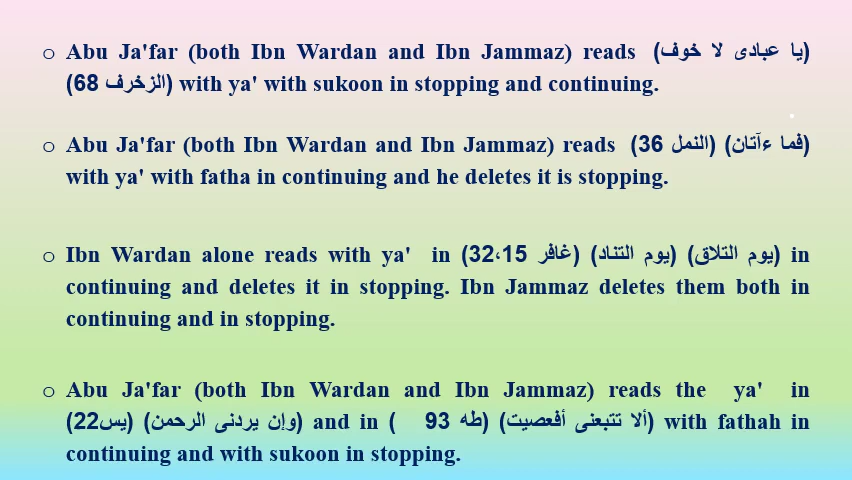 o Abu Ja'far (both Ibn Wardan and Ibn Jammaz) reads (يا عبادى لا خوف)
(الزخرف 68) with ya' with sukoon in stopping and continuing.
o Abu Ja'far (both Ibn Wardan and Ibn Jammaz) reads (فما ءآتان) (النمل 36)
with ya' with fatha in continuing and he deletes it is stopping.
o Ibn Wardan alone reads with ya' in (يوم التلاق) (يوم التناد) (غافر 15،32) in
continuing and deletes it in stopping. Ibn Jammaz deletes them both in
continuing and in stopping.
o Abu Ja'far (both Ibn Wardan and Ibn Jammaz) reads the ya' in
(وإن يردنى الرحمن) (يس22) and in (ألا تتبعنى أفعصيت) (طه 93 ) with fathah in
continuing and with sukoon in stopping.